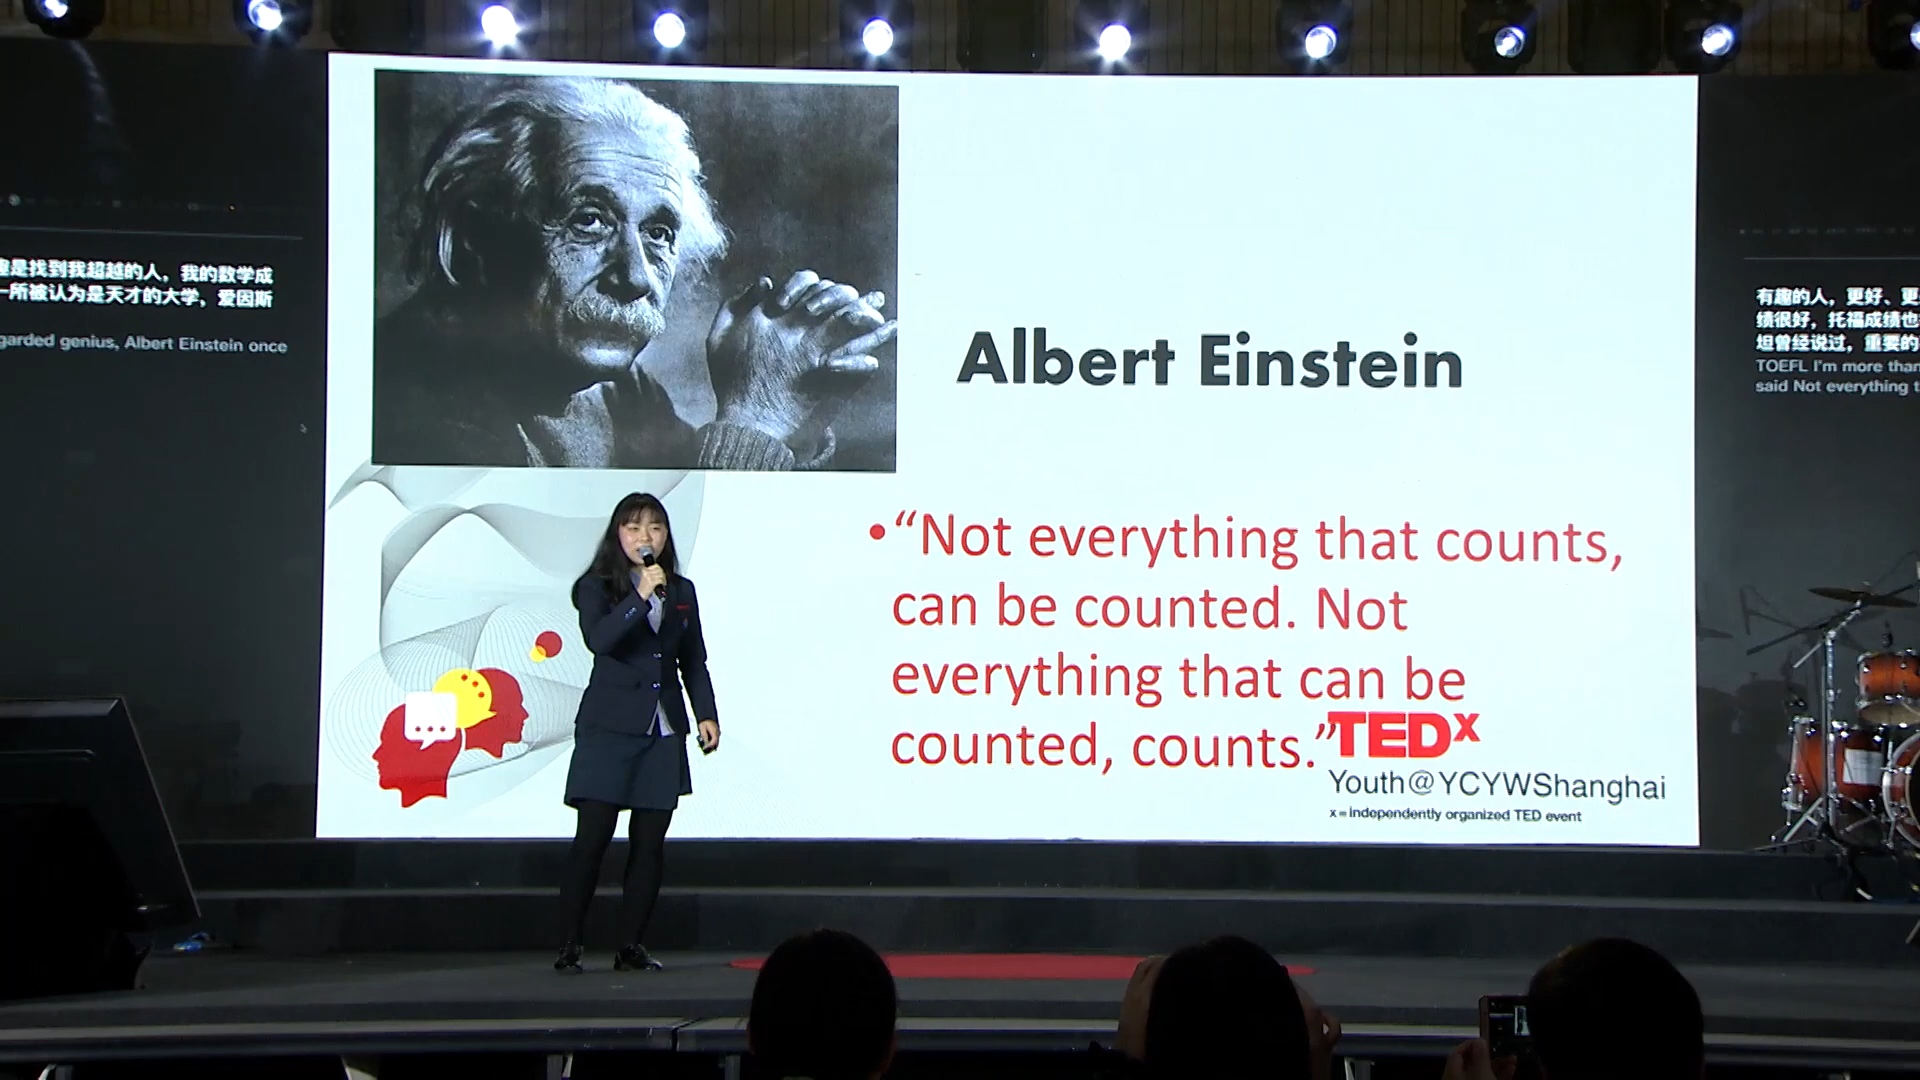 是找到我超越的人，我的数学成
一所被认为是天才的大学，爱因斯
garded genius, Albert Einstein once
Albert Einstein
•“Not everything that counts,
can be counted. Not
everything that can be
counted, counts.”
TEDx
Youth@YCYWShanghai
x = independently organized TED event
有趣的人，更好、更
绩很好，托福成绩也
坦曾经说过，重要的
TOEFL I'm more than
said Not everything t